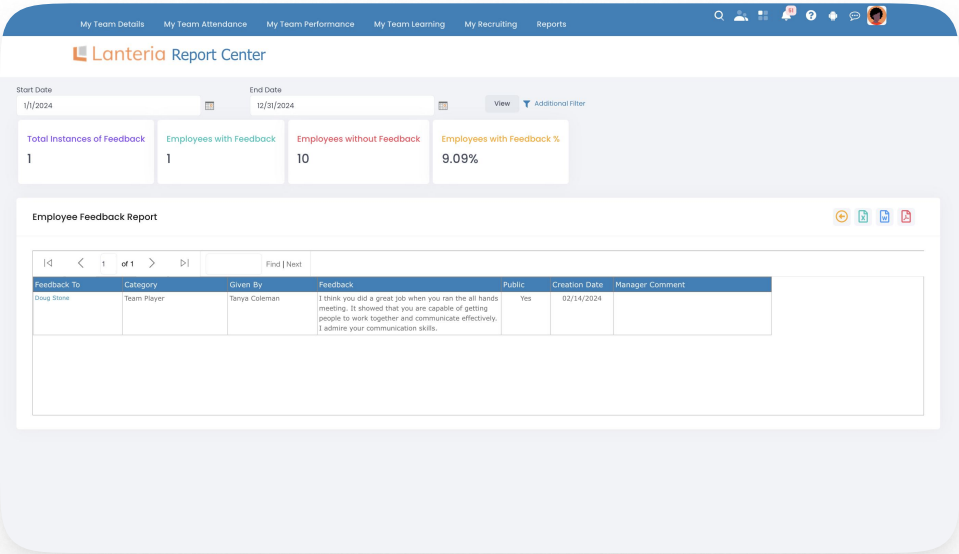 My Team Details My Team Attendance My Team Performance My Team Learning My Recruiting Reports
51
Lanteria Report Center
Start Date End Date
1/1/2024 12/31/2024 View Additional Filter
Total Instances of Feedback Employees with Feedback Employees without Feedback Employees with Feedback %
1 1 10 9.09%
Employee Feedback Report
1 of 1 Find | Next
Feedback To Category Given By Feedback Public Creation Date Manager Comment
Doug Stone Team Player Tanya Coleman I think you did a great job when you ran the all hands Yes 02/14/2024
meeting. It showed that you are capable of getting
people to work together and communicate effectively.
I admire your communication skills.